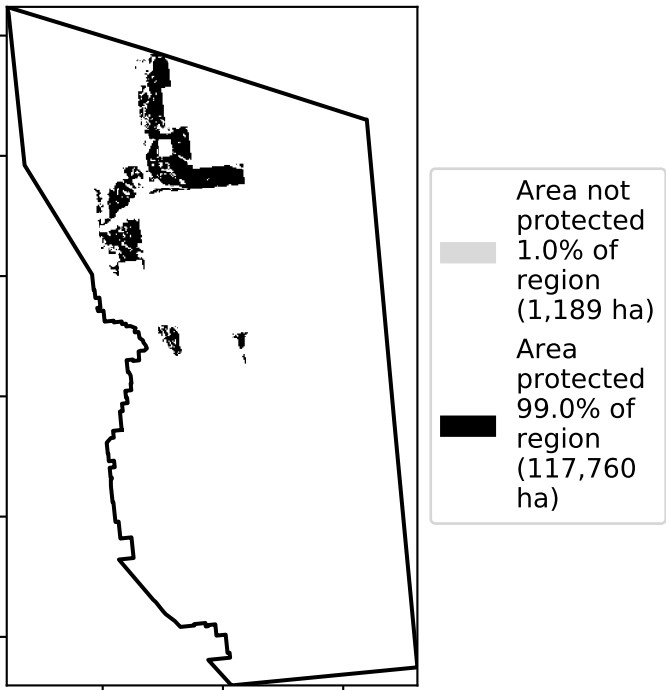 Area not
protected
1.0% of
region
(1,189 ha)
Area
protected
99.0% of
region
(117,760
ha)